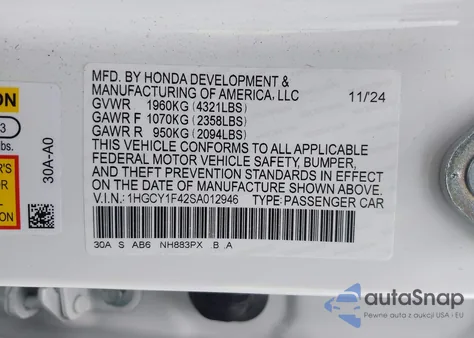 ION
3
bs.
30A-A0
R'S
MFD. BY HONDA DEVELOPMENT &
MANUFACTURING OF AMERICA, LLC 11/24
GVWR 1960KG (4321LBS)
GAWR F 1070KG (2358LBS)
GAWR R 950KG (2094LBS)
THIS VEHICLE CONFORMS TO ALL APPLICABLE
FEDERAL MOTOR VEHICLE SAFETY, BUMPER,
AND THEFT PREVENTION STANDARDS IN EFFECT
ON THE DATE OF MANUFACTURE SHOWN ABOVE.
V.I.N.: 1HGCY1F42SA012946 TYPE: PASSENGER CAR
30A S AB6 NH883PX B .A
autoSnap
Pewne auta z aukcji USA i EU